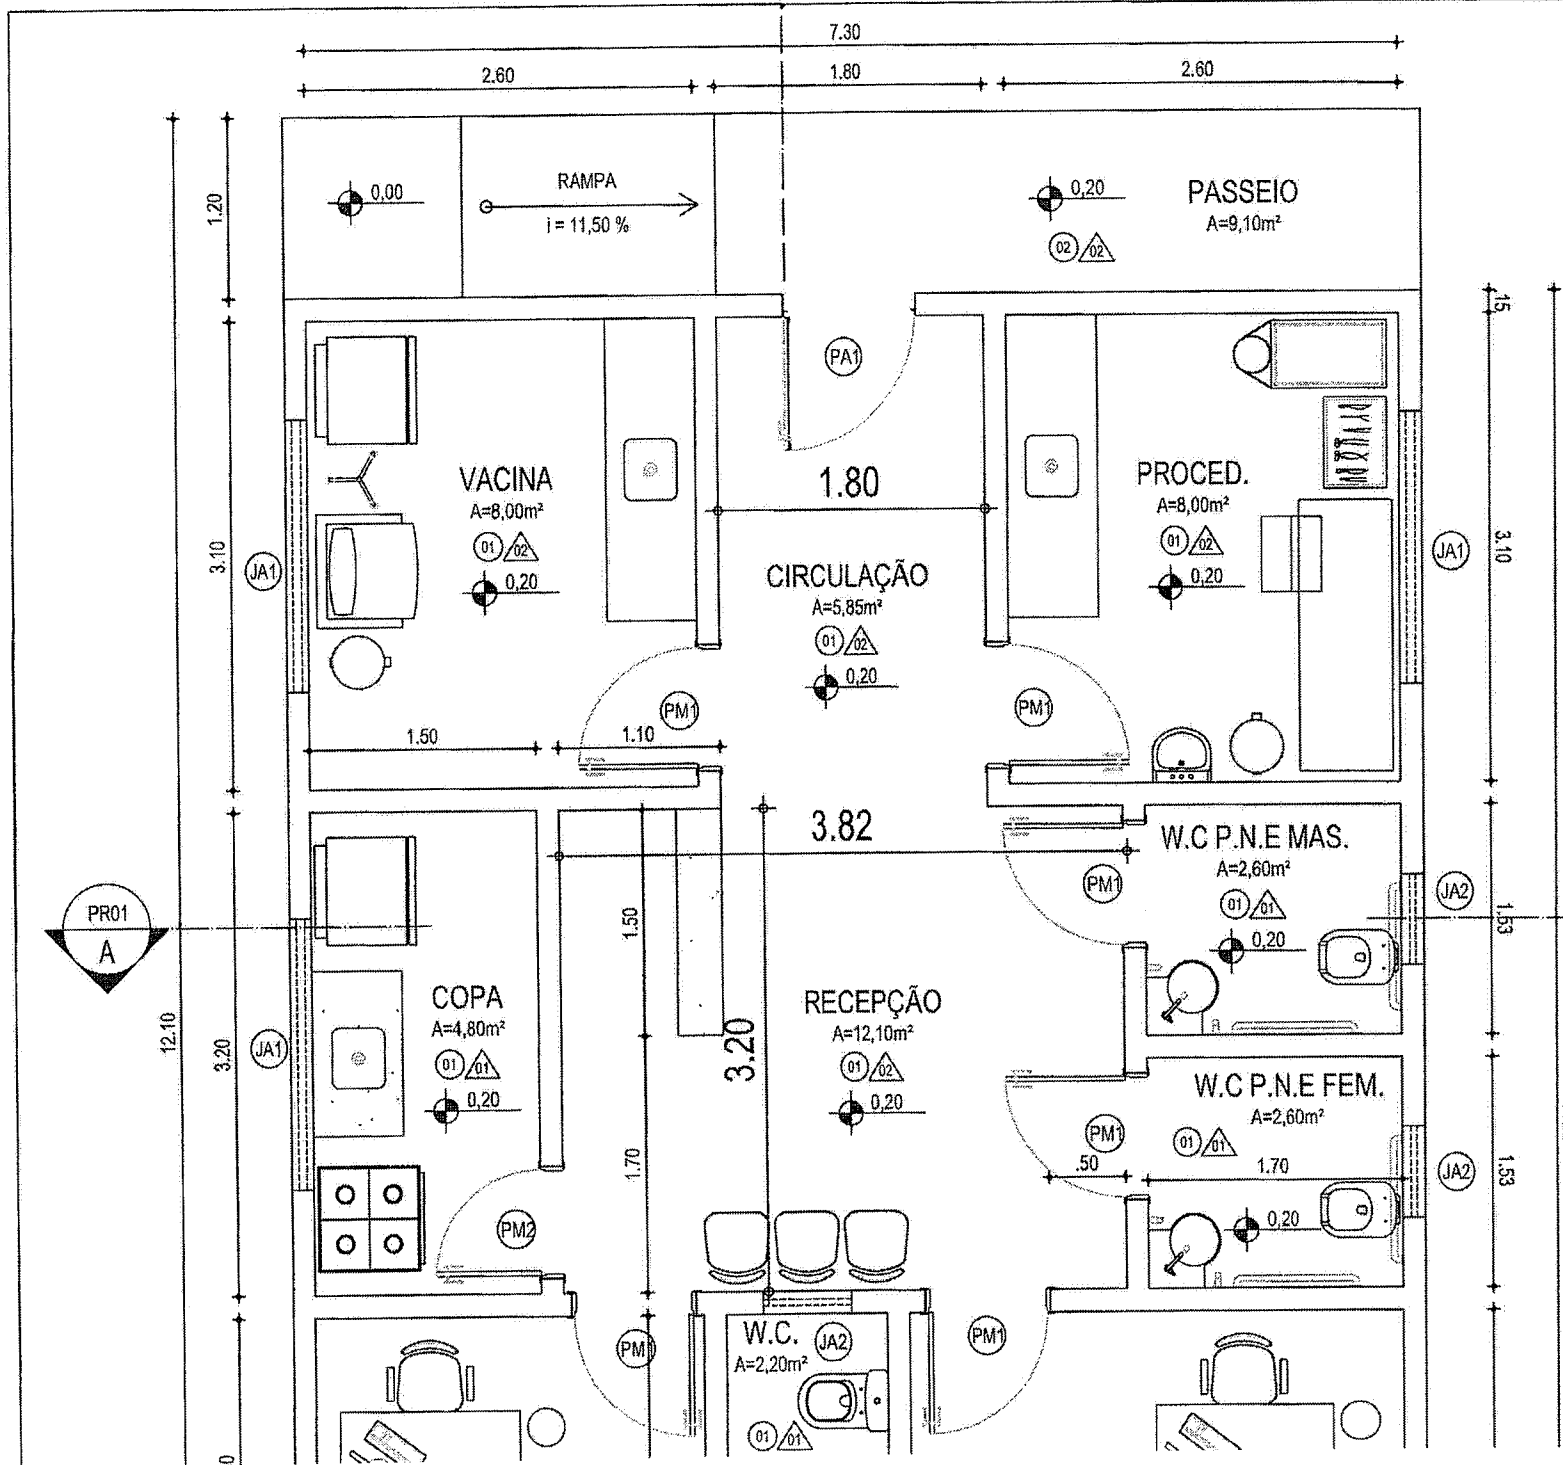 7.30
2.60
1.80
2.60
1.20
0,00
RAMPA
i = 11,50 %
0,20
PASSEIO
A=9,10m²
02
02
15
PA1
VACINA
A=8,00m²
01
02
0,20
1.80
PROCED.
A=8,00m²
01
02
0,20
3.10
JA1
JA1
3.10
CIRCULAÇÃO
A=5,85m²
01
02
0,20
PM1
PM1
1.50
1.10
3.82
W.C P.N.E MAS.
A=2,60m²
01
01
0,20
PM1
JA2
1.53
PR01
A
1.50
COPA
A=4,80m²
01
01
0,20
RECEPÇÃO
A=12,10m²
01
02
0,20
3.20
12.10
3.20
JA1
W.C P.N.E FEM.
A=2,60m²
01
01
PM1
.50
1.70
JA2
1.53
0,20
1.70
PM2
W.C.
A=2,20m²
JA2
PM1
PM1
01
01